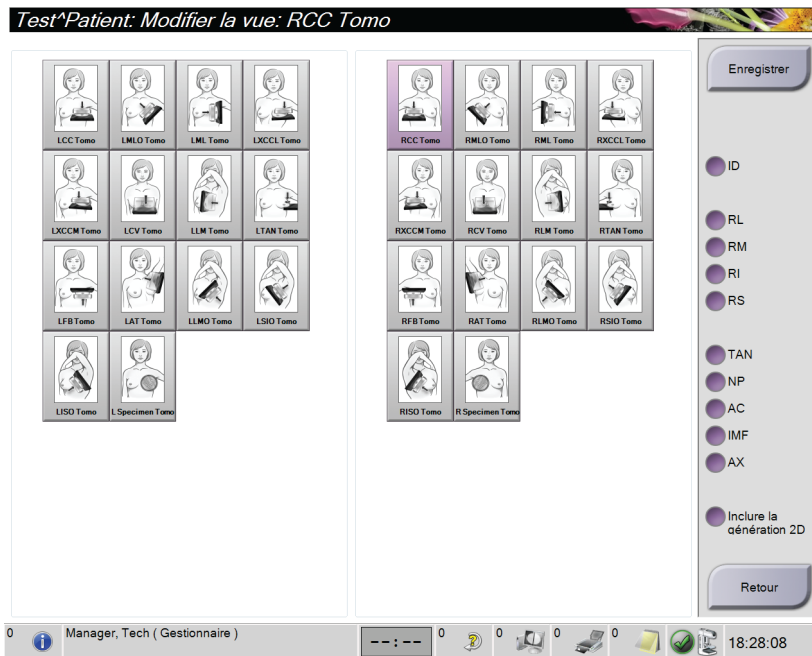 Test^Patient: Modifier la vue: RCC Tomo
LCC Tomo
LMLO Tomo
LML Tomo
LXCCL Tomo
LXCCM Tomo
LCV Tomo
LLM Tomo
LTAN Tomo
LFB Tomo
LAT Tomo
LLMO Tomo
LSIO Tomo
LISO Tomo
L Specimen Tomo
RCC Tomo
RMLO Tomo
RML Tomo
RXCCL Tomo
RXCCM Tomo
RCV Tomo
RLM Tomo
RTAN Tomo
RFB Tomo
RAT Tomo
RLMO Tomo
RSIO Tomo
RISO Tomo
R Specimen Tomo
Enregistrer
ID
RL
RM
RI
RS
TAN
NP
AC
IMF
AX
Inclure la
génération 2D
Retour
0
Manager, Tech ( Gestionnaire )
--:--
0
0
0
0
18:28:08